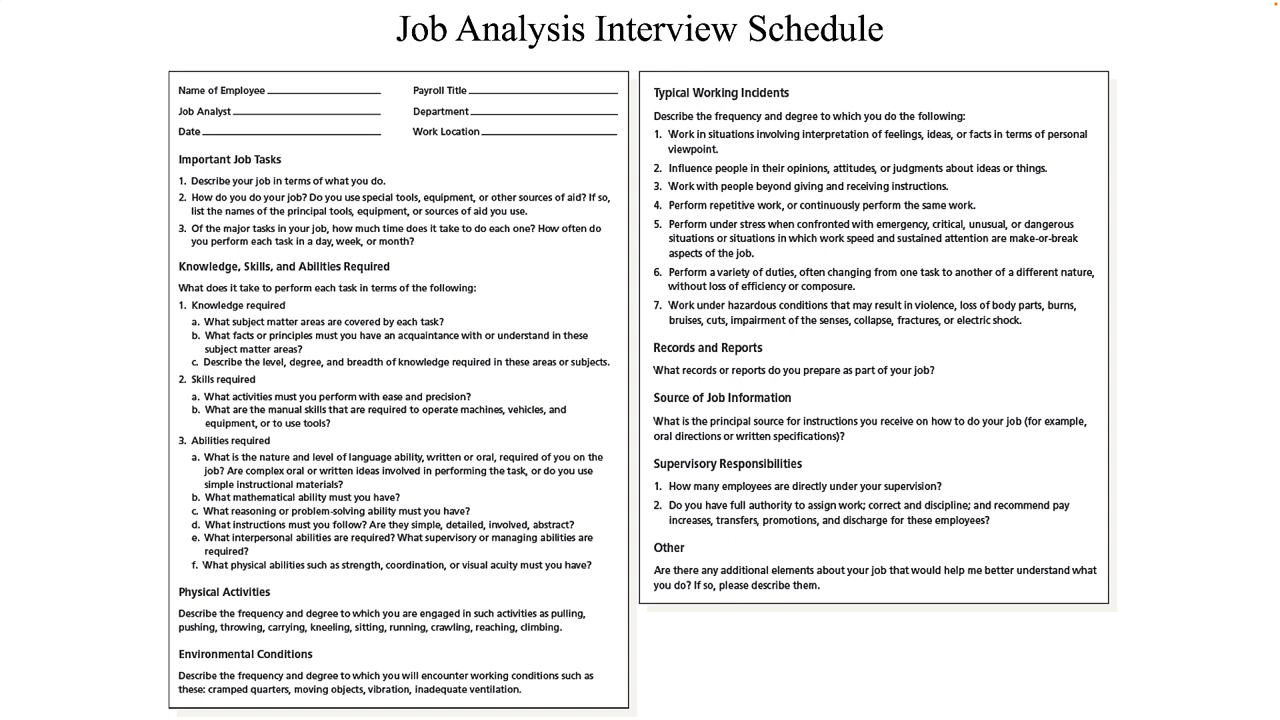 Job Analysis Interview Schedule
Name of Employee
Payroll Title
Job Analyst
Department
Date
Work Location
Important Job Tasks
1. Describe your job in terms of what you do.
2. How do you do your job? Do you use special tools, equipment, or other sources of aid? If so,
list the names of the principal tools, equipment, or sources of aid you use.
3. Of the major tasks in your job, how much time does it take to do each one? How often do
you perform each task in a day, week, or month?
Knowledge, Skills, and Abilities Required
What does it take to perform each task in terms of the following:
1. Knowledge required
a. What subject matter areas are covered by each task?
b. What facts or principles must you have an acquaintance with or understand in these
subject matter areas?
c. Describe the level, degree, and breadth of knowledge required in these areas or subjects.
2. Skills required
a. What activities must you perform with ease and precision?
b. What are the manual skills that are required to operate machines, vehicles, and
equipment, or to use tools?
3. Abilities required
a. What is the nature and level of language ability, written or oral, required of you on the
job? Are complex oral or written ideas involved in performing the task, or do you use
simple instructional materials?
b. What mathematical ability must you have?
c. What reasoning or problem-solving ability must you have?
d. What instructions must you follow? Are they simple, detailed, involved, abstract?
e. What interpersonal abilities are required? What supervisory or managing abilities are
required?
f. What physical abilities such as strength, coordination, or visual acuity must you have?
Physical Activities
Describe the frequency and degree to which you are engaged in such activities as pulling,
pushing, throwing, carrying, kneeling, sitting, running, crawling, reaching, climbing.
Environmental Conditions
Describe the frequency and degree to which you will encounter working conditions such as
these: cramped quarters, moving objects, vibration, inadequate ventilation.
Typical Working Incidents
Describe the frequency and degree to which you do the following:
1. Work in situations involving interpretation of feelings, ideas, or facts in terms of personal
viewpoint.
2. Influence people in their opinions, attitudes, or judgments about ideas or things.
3. Work with people beyond giving and receiving instructions.
4. Perform repetitive work, or continuously perform the same work.
5. Perform under stress when confronted with emergency, critical, unusual, or dangerous
situations or situations in which work speed and sustained attention are make-or-break
aspects of the job.
6. Perform a variety of duties, often changing from one task to another of a different nature,
without loss of efficiency or composure.
7. Work under hazardous conditions that may result in violence, loss of body parts, burns,
bruises, cuts, impairment of the senses, collapse, fractures, or electric shock.
Records and Reports
What records or reports do you prepare as part of your job?
Source of Job Information
What is the principal source for instructions you receive on how to do your job (for example,
oral directions or written specifications)?
Supervisory Responsibilities
1. How many employees are directly under your supervision?
2. Do you have full authority to assign work; correct and discipline; and recommend pay
increases, transfers, promotions, and discharge for these employees?
Other
Are there any additional elements about your job that would help me better understand what
you do? If so, please describe them.